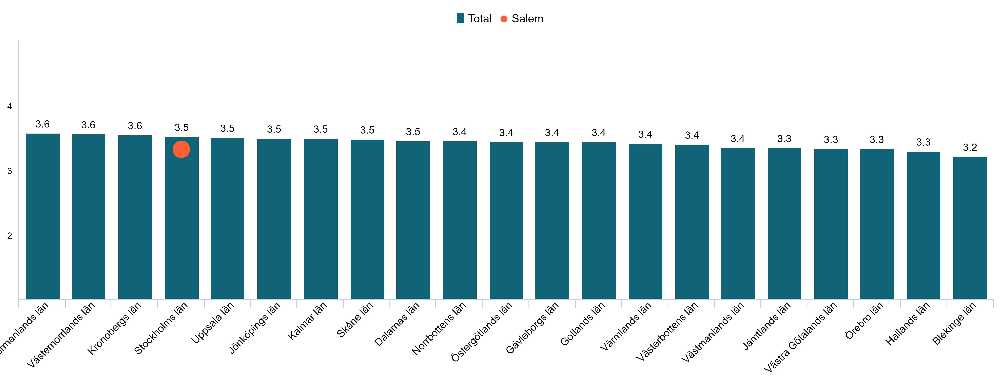 Total Salem
4
3.6 3.6 3.6 3.5 3.5 3.5 3.5 3.5 3.5 3.4 3.4 3.4 3.4 3.4 3.4 3.4 3.3 3.3 3.3 3.3 3.2
3
2
ermanlands län
Västernorrlands län
Kronobergs län
Stockholms län
Uppsala län
Jönköpings län
Kalmar län
Skåne län
Dalarnas län
Norrbottens län
Östergötlands län
Gävleborgs län
Gotlands län
Värmlands län
Västerbottens län
Västmanlands län
Jämtlands län
Västra Götalands län
Örebro län
Hallands län
Blekinge län